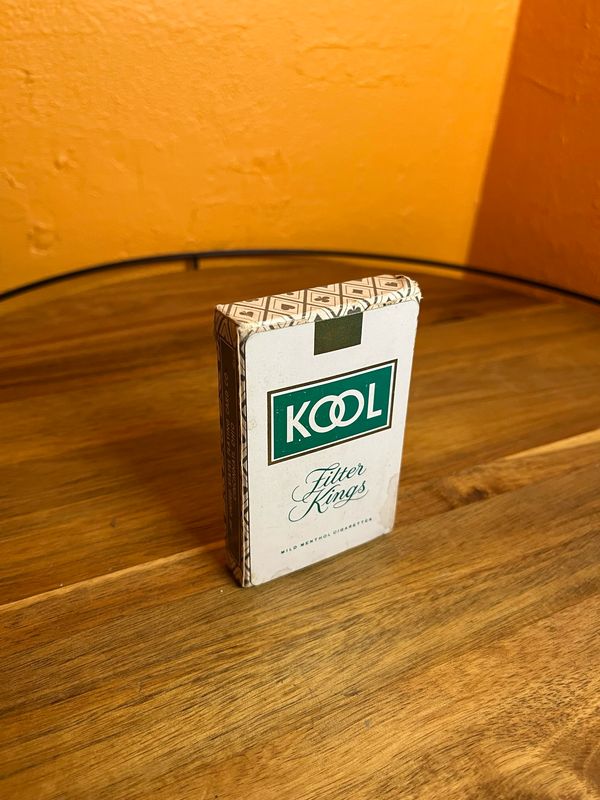 KOOL
Filter
Kings
MILD MENTHOL CIGARETTES